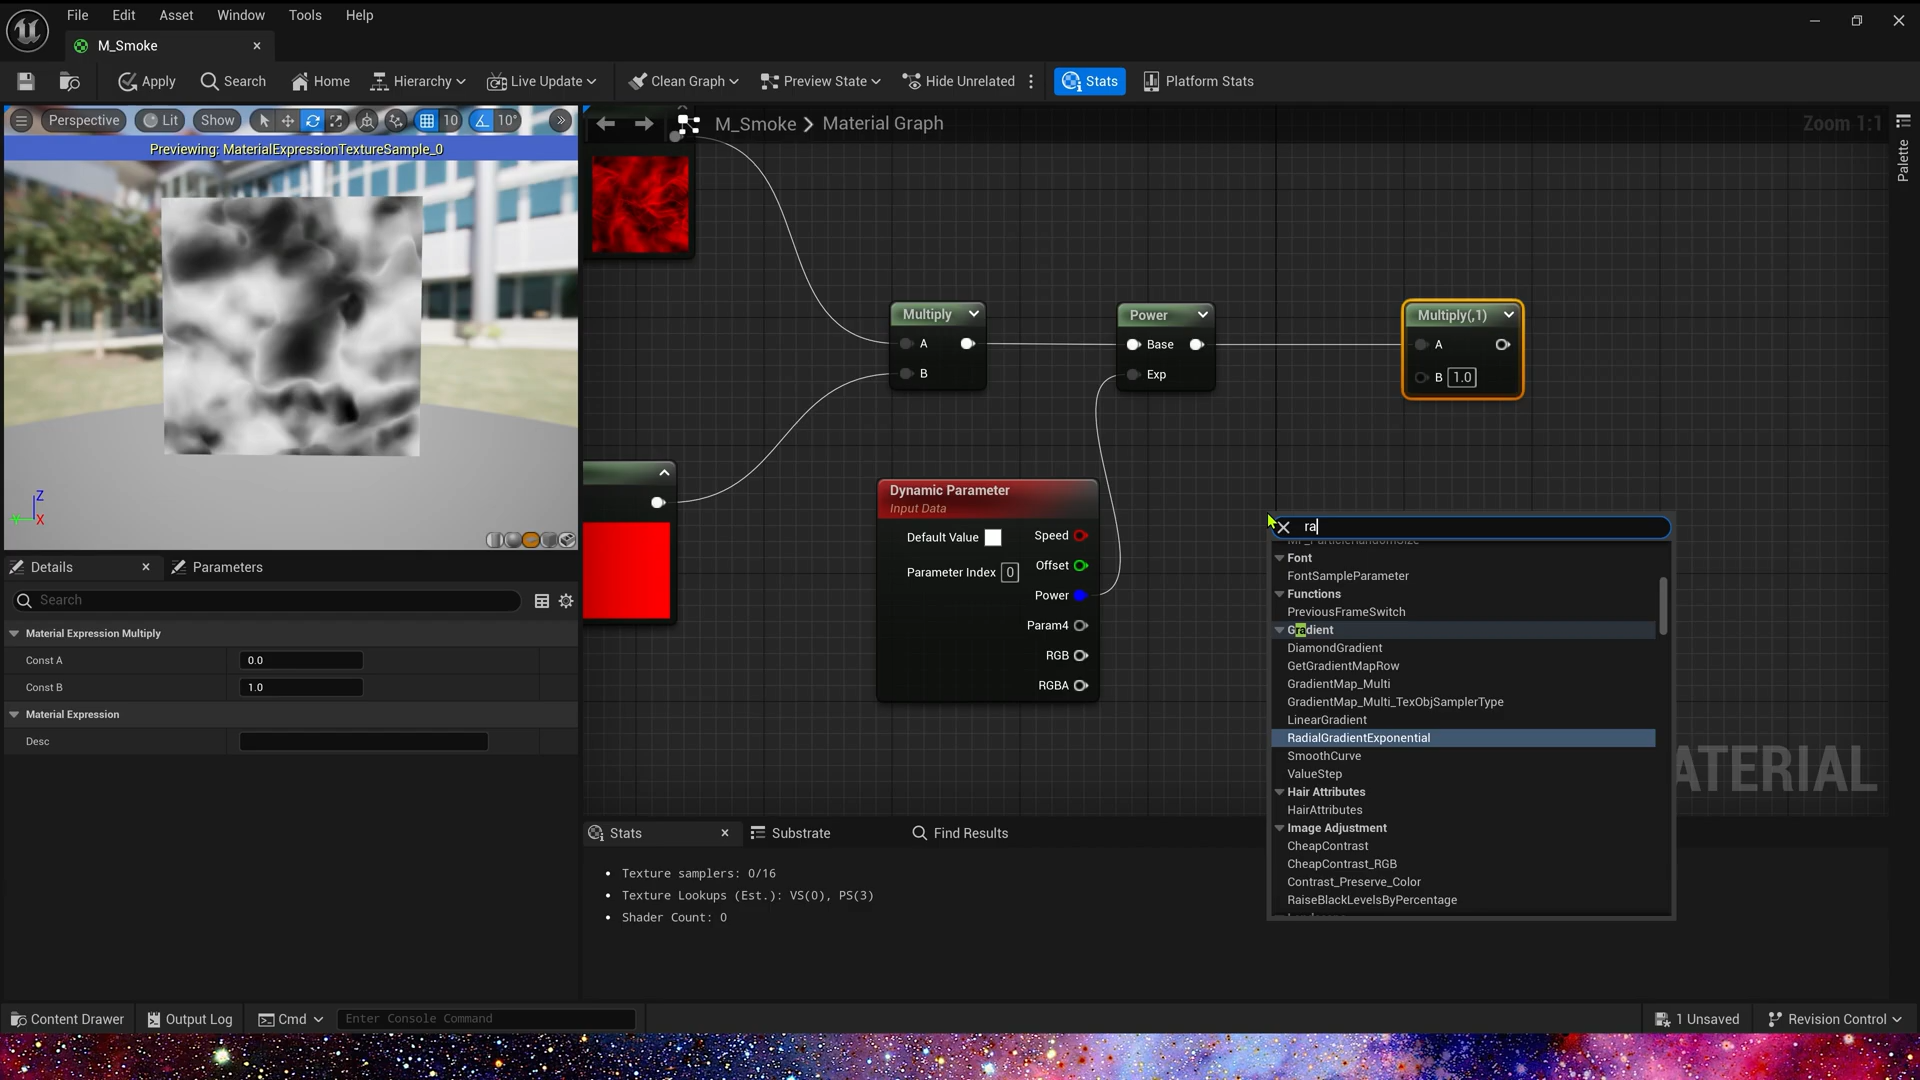 File Edit Asset Window Tools Help
M_Smoke
Apply Search Home Hierarchy Live Update Clean Graph Preview State Hide Unrelated Stats Platform Stats
Perspective Lit Show 10 10°
Previewing: MaterialExpressionTextureSample_0
M_Smoke Material Graph
Zoom 1:1
Palette
Multiply
A
B
Power
Base
Exp
Multiply(,1)
A
B 1.0
Z
X
Dynamic Parameter
Input Data
Default Value Speed
Parameter Index 0 Offset
Power
Param4
RGB
RGBA
ra
Font
FontSampleParameter
Functions
PreviousFrameSwitch
Gradient
DiamondGradient
GetGradientMapRow
GradientMap_Multi
GradientMap_Multi_TexObjSamplerType
LinearGradient
RadialGradientExponential
SmoothCurve
ValueStep
Hair Attributes
HairAttributes
Image Adjustment
CheapContrast
CheapContrast_RGB
Contrast_Preserve_Color
RaiseBlackLevelsByPercentage
ATERIAL
Details Parameters
Search
Material Expression Multiply
Const A 0.0
Const B 1.0
Material Expression
Desc
Stats Substrate Find Results
Texture samplers: 0/16
Texture Lookups (Est.): VS(0), PS(3)
Shader Count: 0
Content Drawer Output Log Cmd Enter Console Command 1 Unsaved Revision Control